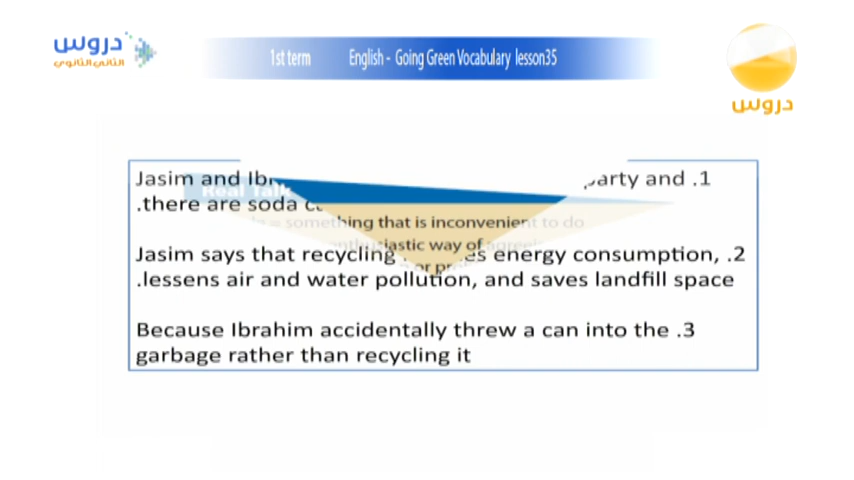 دروس
الثاني الثانوي
1st term English - Going Green Vocabulary lesson35
دروس
Jasim and party and .1
.there are soda
Real Talk
something that is inconvenient to do
way of
Jasim says that recycling energy consumption, .2
.lessens air and water pollution, and saves landfill space
Because Ibrahim accidentally threw a can into the .3
garbage rather than recycling it